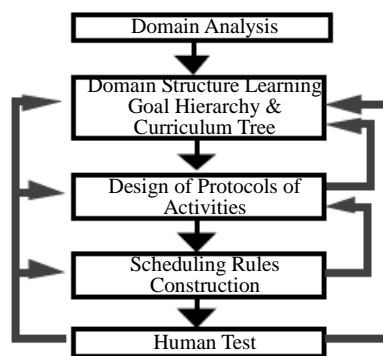 Domain Analysis
Domain Structure Learning
Goal Hierarchy &
Curriculum Tree
Design of Protocols of
Activities
Scheduling Rules
Construction
Human Test